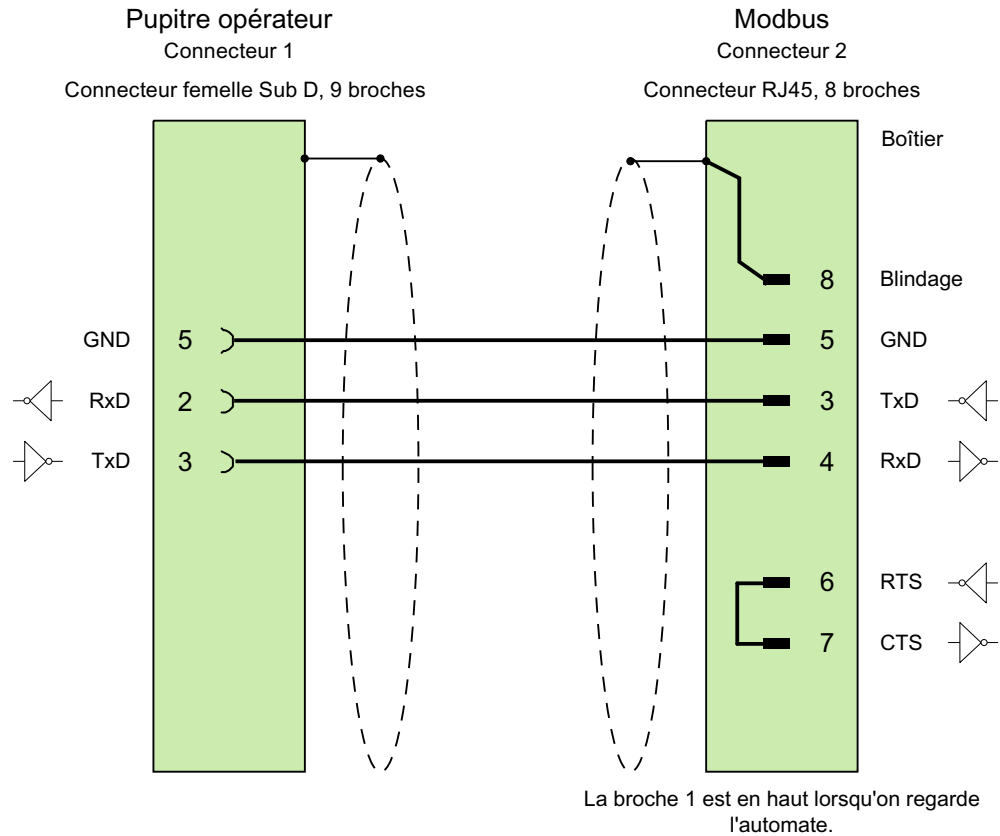 Pupitre opérateur
Connecteur 1
Connecteur femelle Sub D, 9 broches
Modbus
Connecteur 2
Connecteur RJ45, 8 broches
Boîtier
8 Blindage
GND 5 5 GND
RxD 2 3 TxD
TxD 3 4 RxD
6 RTS
7 CTS
La broche 1 est en haut lorsqu'on regarde
l'automate.